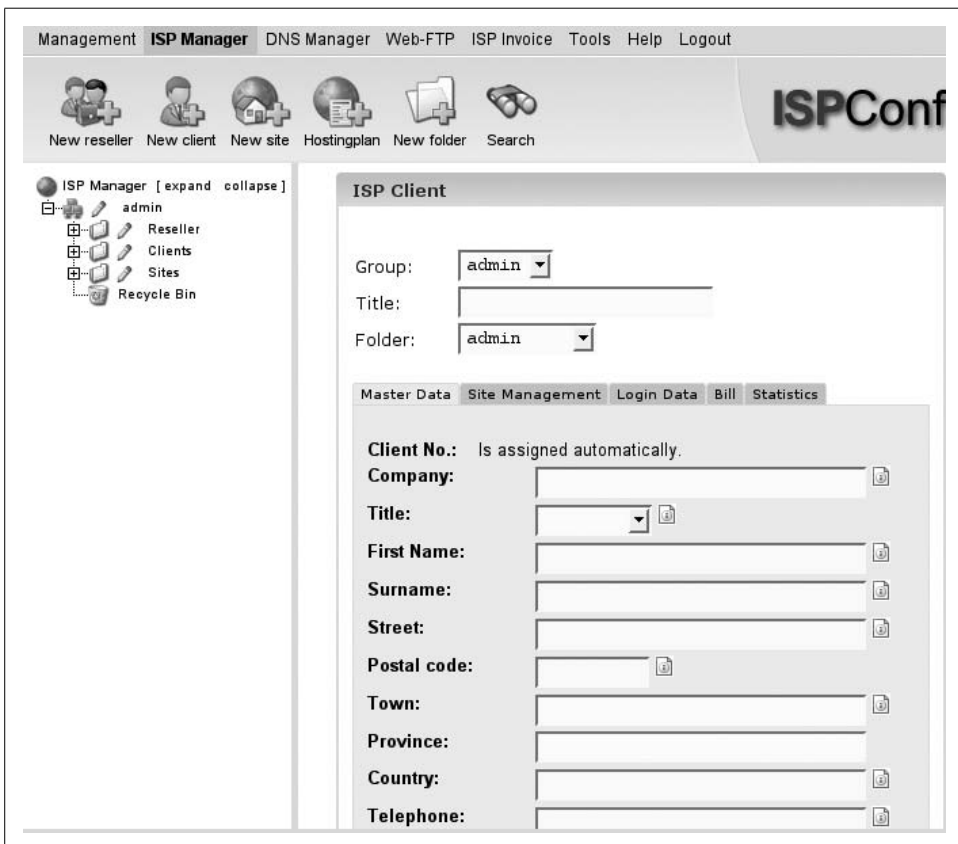 Management ISP Manager DNS Manager Web-FTP ISP Invoice Tools Help Logout
New reseller New client New site Hostingplan New folder Search
ISPConf
ISP Manager [expand collapse]
admin
Reseller
Clients
Sites
Recycle Bin
ISP Client
Group: admin
Title:
Folder: admin
Master Data Site Management Login Data Bill Statistics
Client No.: Is assigned automatically.
Company:
Title:
First Name:
Surname:
Street:
Postal code:
Town:
Province:
Country:
Telephone: